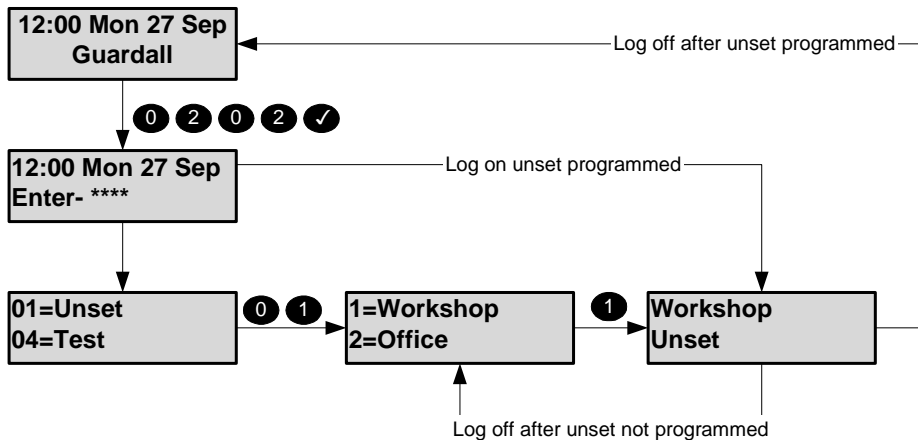 12:00 Mon 27 Sep
Guardall
Log off after unset programmed
0 2 0 2 ✓
12:00 Mon 27 Sep
Enter- ****
Log on unset programmed
01=Unset
04=Test
0 1
1=Workshop
2=Office
1
Workshop
Unset
Log off after unset not programmed